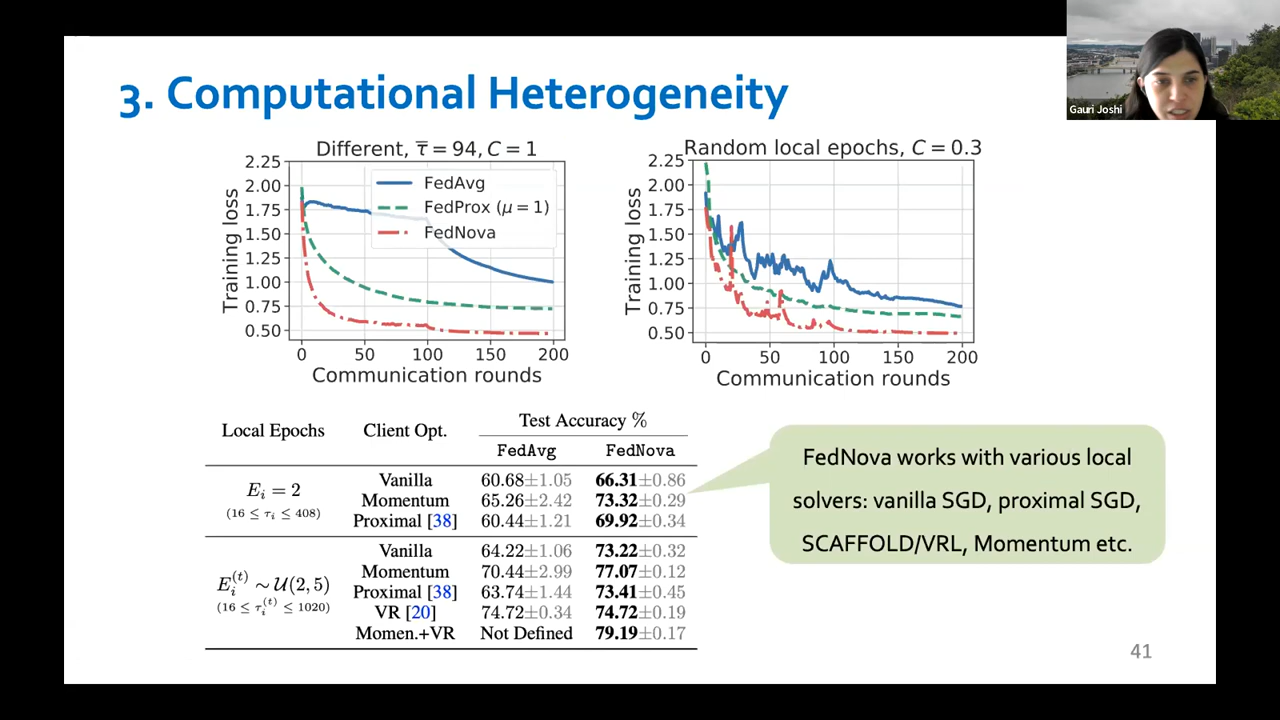 Gauri Joshi
3. Computational Heterogeneity
Different, τ̅ = 94, C = 1
2.25
2.00
1.75
1.50
1.25
1.00
0.75
0.50
Training loss
FedAvg
FedProx (μ = 1)
FedNova
0 50 100 150 200
Communication rounds
Random local epochs, C = 0.3
2.25
2.00
1.75
1.50
1.25
1.00
0.75
0.50
Training loss
0 50 100 150 200
Communication rounds
Local Epochs Client Opt. Test Accuracy %
FedAvg FedNova
E_i = 2
(16 ≤ τ_i ≤ 408)
Vanilla 60.68±1.05 66.31±0.86
Momentum 65.26±2.42 73.32±0.29
Proximal [38] 60.44±1.21 69.92±0.34
E_i^(t) ~ U(2, 5)
(16 ≤ τ_i^(t) ≤ 1020)
Vanilla 64.22±1.06 73.22±0.32
Momentum 70.44±2.99 77.07±0.12
Proximal [38] 63.74±1.44 73.41±0.45
VR [20] 74.72±0.34 74.72±0.19
Momen.+VR Not Defined 79.19±0.17
FedNova works with various local
solvers: vanilla SGD, proximal SGD,
SCAFFOLD/VRL, Momentum etc.
41